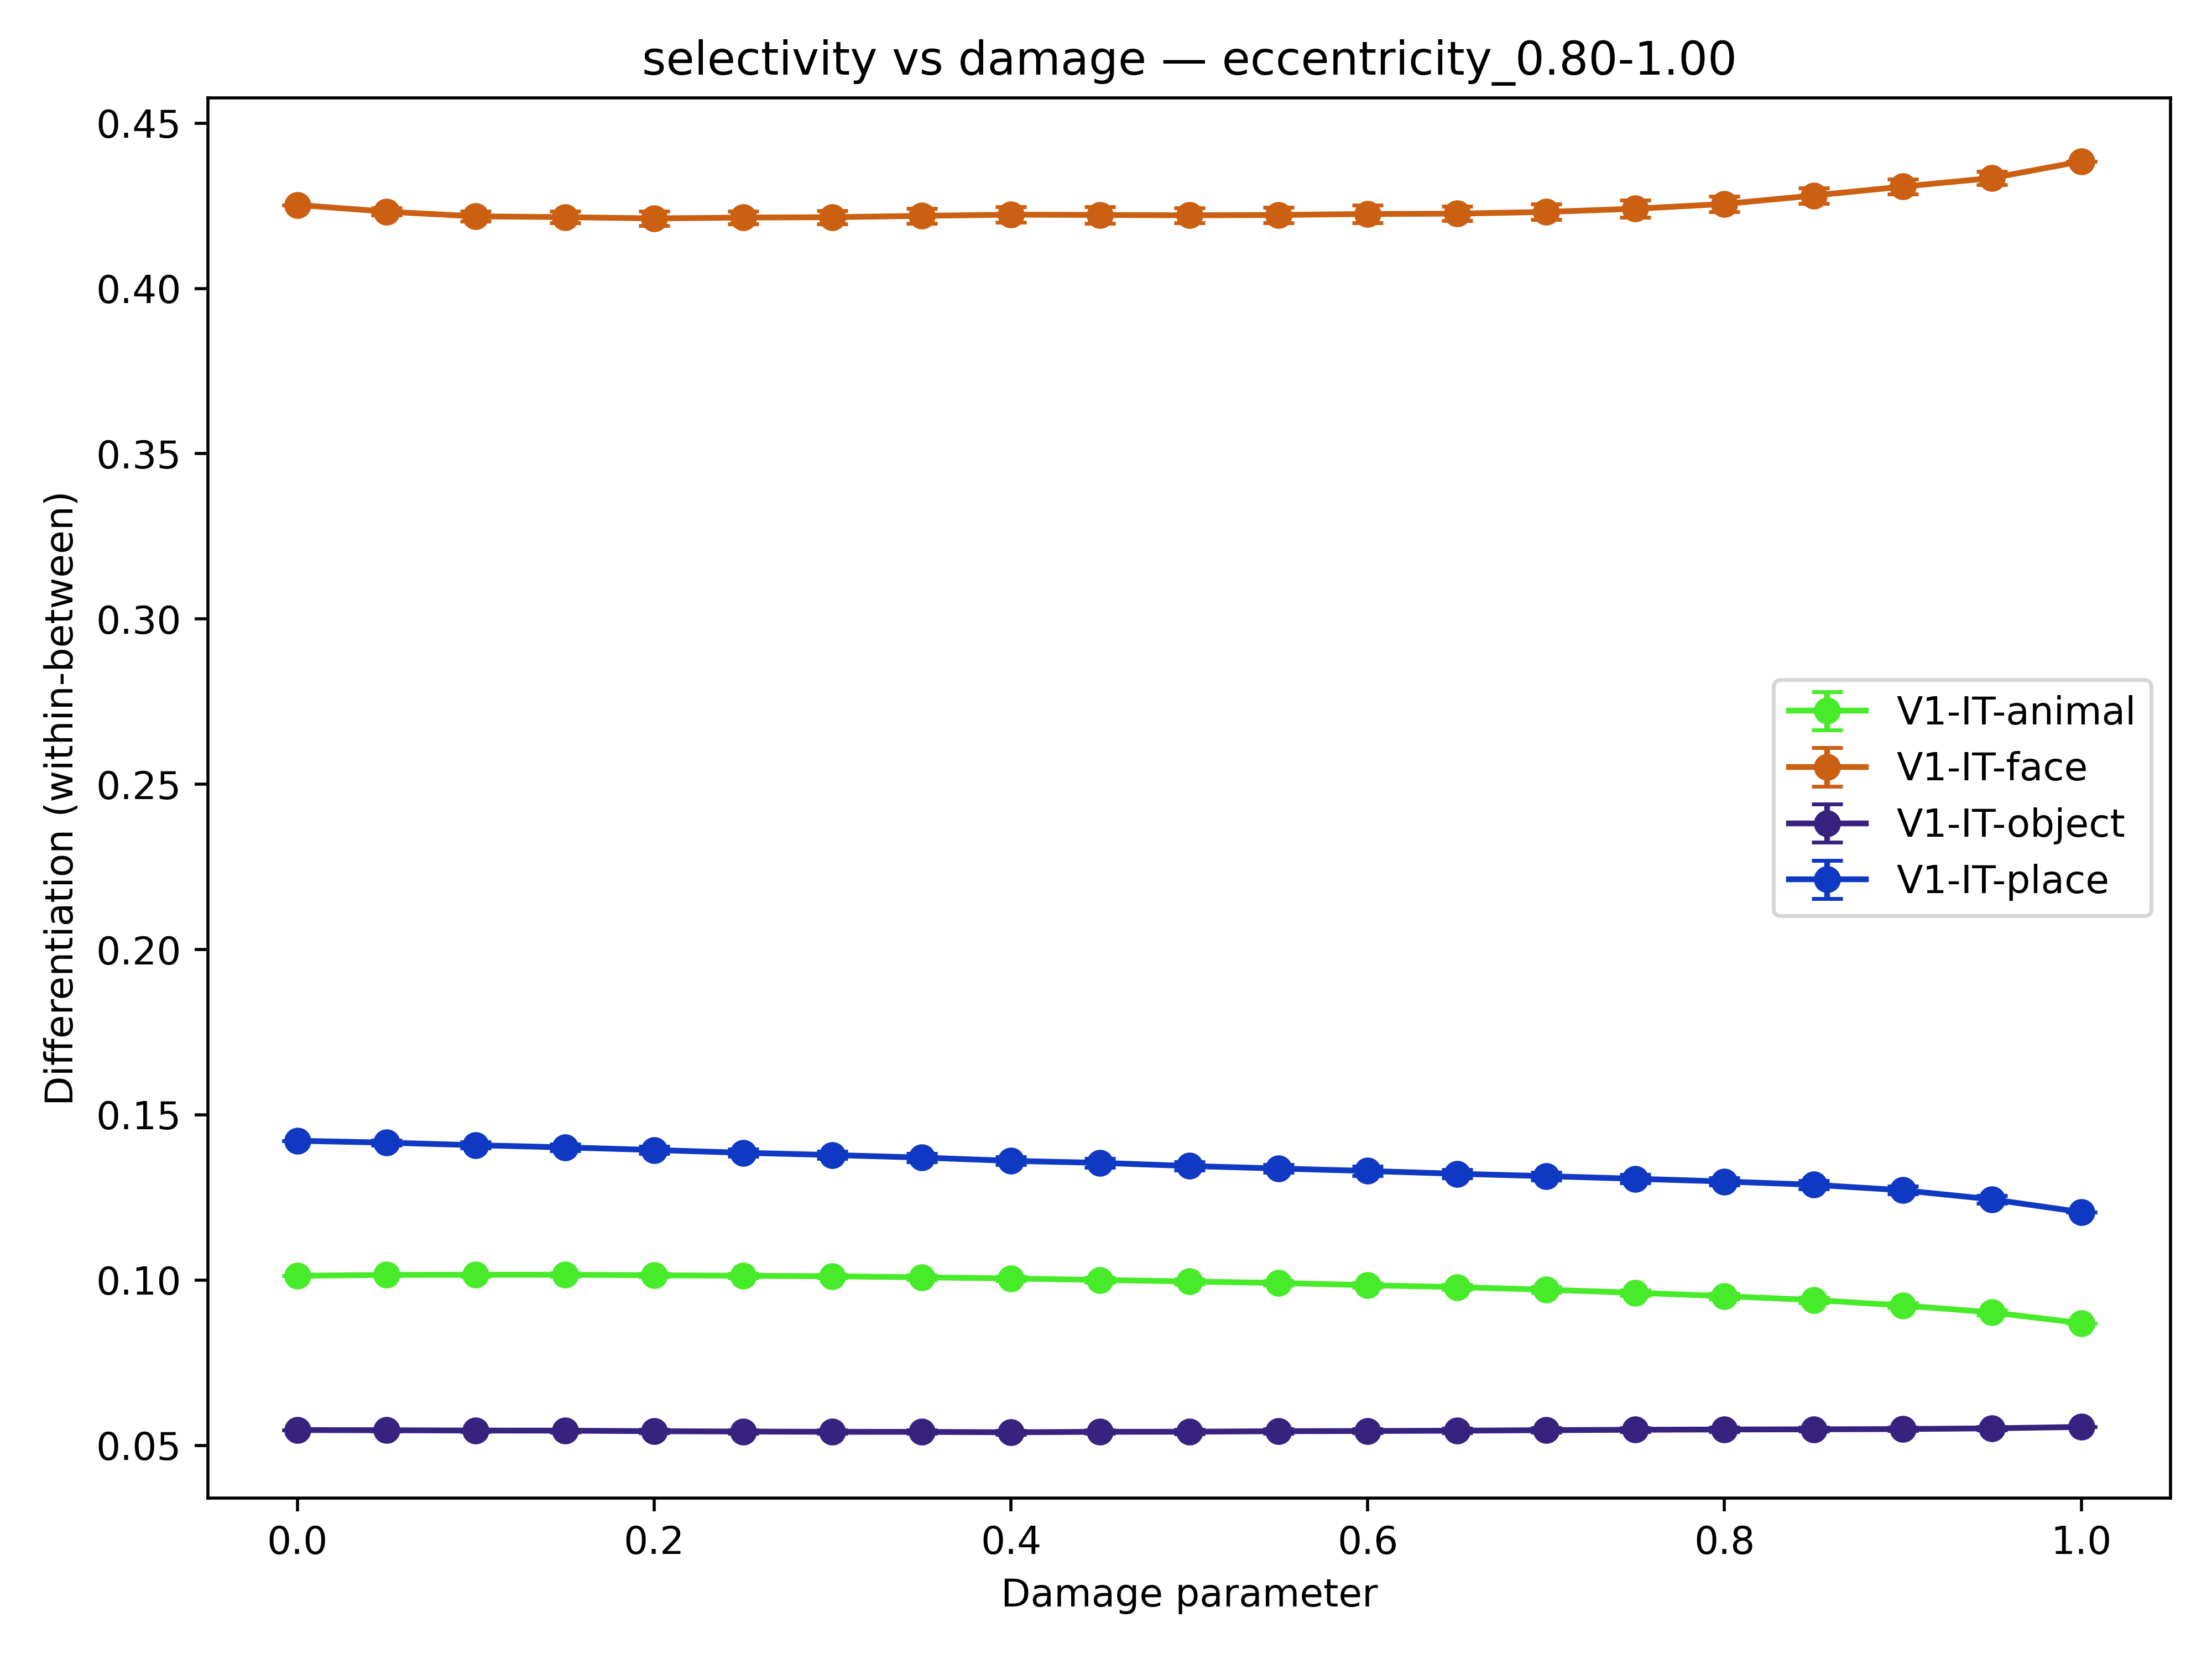 selectivity vs damage — eccentricity_0.80-1.00
Differentiation (within-between)
0.45
0.40
0.35
0.30
0.25
0.20
0.15
0.10
0.05
V1-IT-animal
V1-IT-face
V1-IT-object
V1-IT-place
0.0 0.2 0.4 0.6 0.8 1.0
Damage parameter